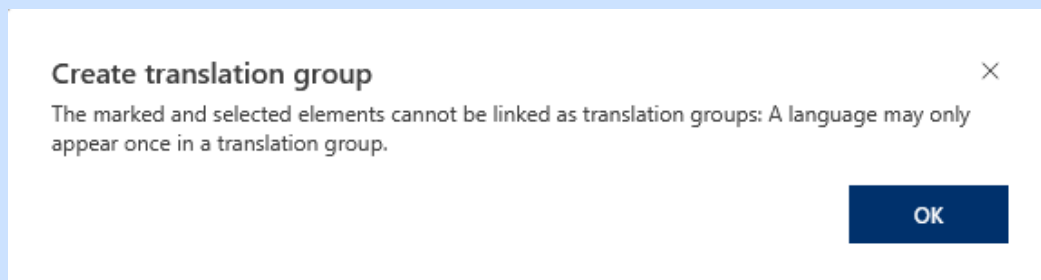 Create translation group
The marked and selected elements cannot be linked as translation groups: A language may only
appear once in a translation group.
OK